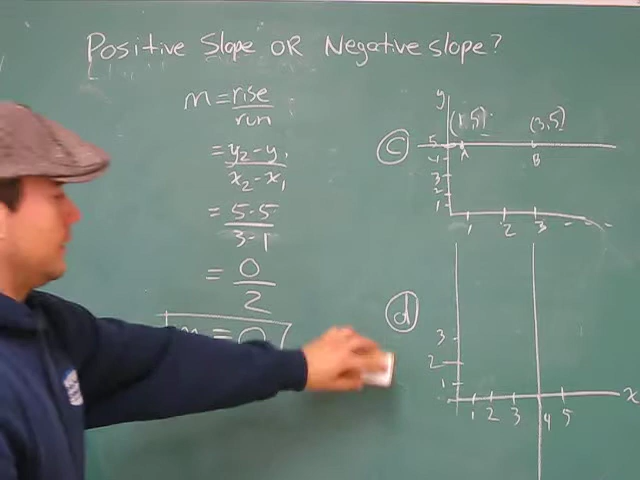 Positive Slope OR Negative slope?
m = rise/run
= y2 - y1 / x2 - x1
= 5 - 5 / 3 - 1
= 0 / 2
m = 0
c
y
(1,5) (3,5)
5
A B
4
3
2
1
1 2 3
d
3
2
1
x
1 2 3 4 5